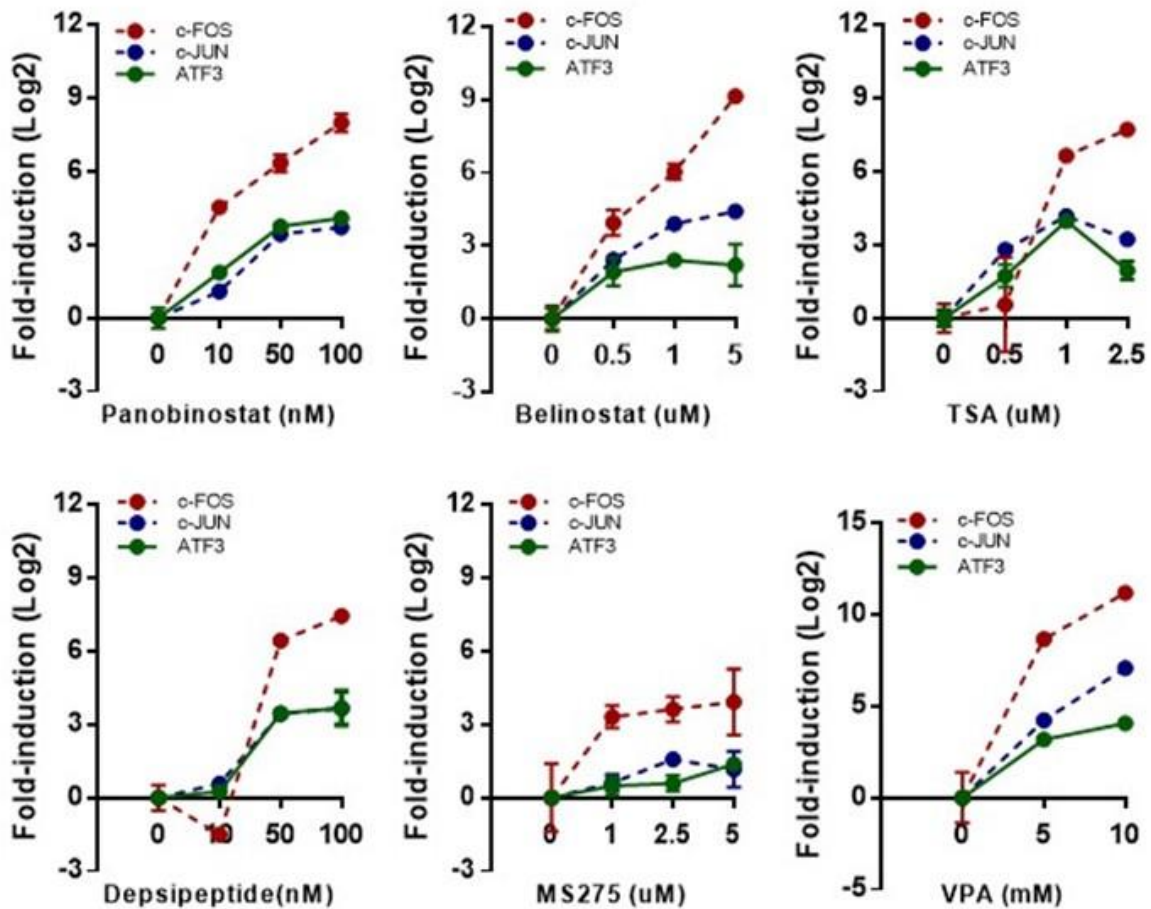 12
9
6
3
0
-3
Fold-induction (Log2)
c-FOS
c-JUN
ATF3
0 10 50 100
Panobinostat (nM)
12
9
6
3
0
-3
Fold-induction (Log2)
c-FOS
c-JUN
ATF3
0 0.5 1 5
Belinostat (uM)
12
9
6
3
0
-3
Fold-induction (Log2)
c-FOS
c-JUN
ATF3
0 0.5 1 2.5
TSA (uM)
12
9
6
3
0
-3
Fold-induction (Log2)
c-FOS
c-JUN
ATF3
0 10 50 100
Depsipeptide(nM)
12
9
6
3
0
-3
Fold-induction (Log2)
c-FOS
c-JUN
ATF3
0 1 2.5 5
MS275 (uM)
15
10
5
0
-5
Fold-induction (Log2)
c-FOS
c-JUN
ATF3
0 5 10
VPA (mM)